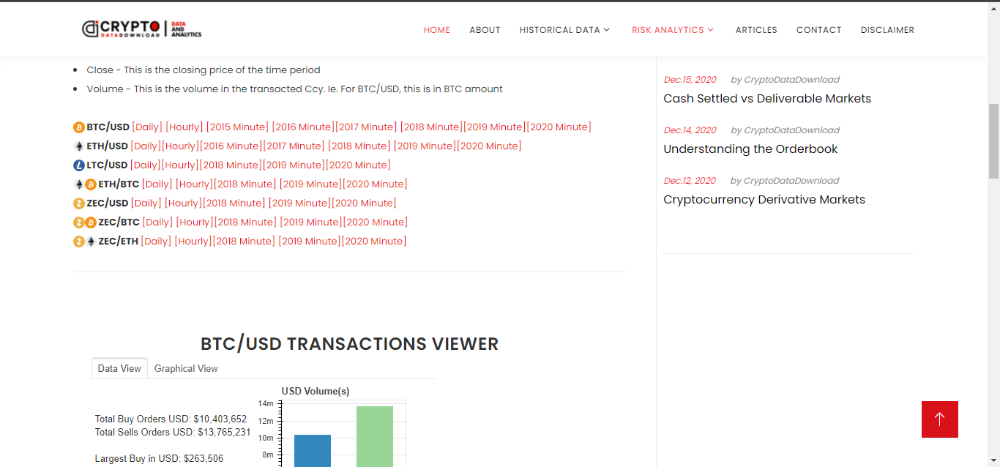 CRYPTO
DATADOWNLOAD
DATA
AND
ANALYTICS
HOME ABOUT HISTORICAL DATA RISK ANALYTICS ARTICLES CONTACT DISCLAIMER
Close - This is the closing price of the time period
Volume - This is the volume in the transacted Ccy. Ie. For BTC/USD, this is in BTC amount
BTC/USD [Daily] [Hourly] [2015 Minute] [2016 Minute][2017 Minute] [2018 Minute][2019 Minute][2020 Minute]
ETH/USD [Daily][Hourly][2016 Minute][2017 Minute] [2018 Minute] [2019 Minute][2020 Minute]
LTC/USD [Daily][Hourly][2018 Minute][2019 Minute][2020 Minute]
ETH/BTC [Daily] [Hourly][2018 Minute] [2019 Minute][2020 Minute]
ZEC/USD [Daily] [Hourly][2018 Minute] [2019 Minute][2020 Minute]
ZEC/BTC [Daily] [Hourly][2018 Minute] [2019 Minute][2020 Minute]
ZEC/ETH [Daily] [Hourly][2018 Minute] [2019 Minute][2020 Minute]
BTC/USD TRANSACTIONS VIEWER
Data View Graphical View
USD Volume(s)
14m
12m
10m
8m
Total Buy Orders USD: $10,403,652
Total Sells Orders USD: $13,765,231
Largest Buy in USD: $263,506
Dec.15, 2020 by CryptoDataDownload
Cash Settled vs Deliverable Markets
Dec.14, 2020 by CryptoDataDownload
Understanding the Orderbook
Dec.12, 2020 by CryptoDataDownload
Cryptocurrency Derivative Markets